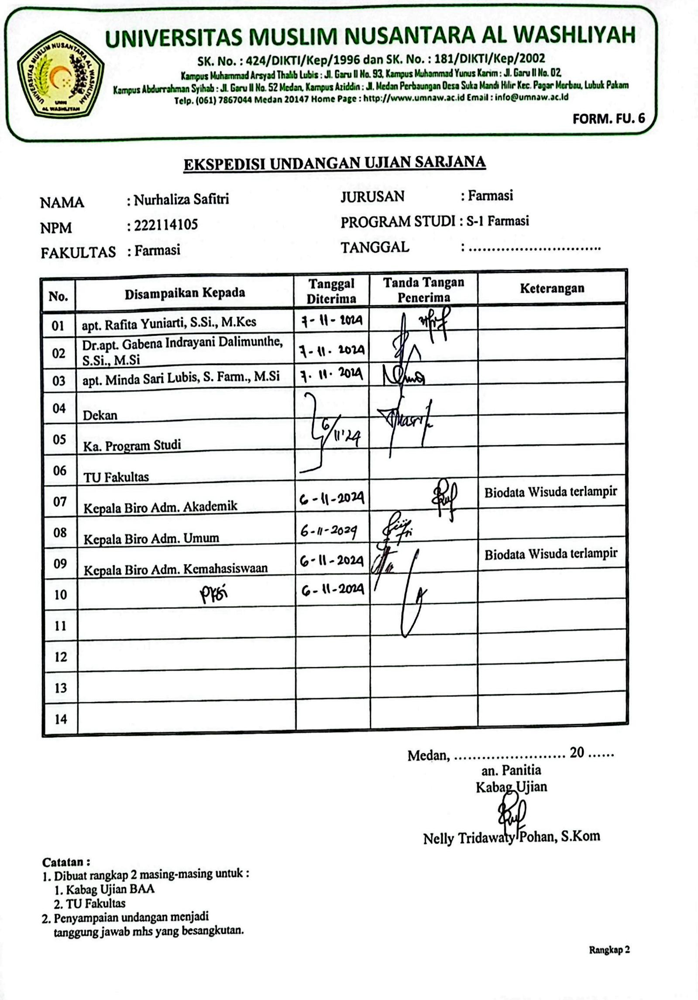 UNIVERSITAS MUSLIM NUSANTARA AL WASHLIYAH
UMN
AL WASHLIYAH
UNIVERSITAS MUSLIM NUSANTARA AL WASHLIYAH
SK. No. : 424/DIKTI/Kep/1996 dan SK. No. : 181/DIKTI/Kep/2002
Kampus Muhammad Arsyad Thalib Lubis : Jl. Garu II No. 93, Kampus Muhammad Yunus Karim : Jl. Garu II No. 02,
Kampus Abdurrahman Syihab : Jl. Garu II No. 52 Medan, Kampus Aziddin : Jl. Medan Perbaungan Desa Suka Mandi Hilir Kec. Pagar Merbau, Lubuk Pakam
Telp. (061) 7867044 Medan 20147 Home Page : http://www.umnaw.ac.id Email : info@umnaw.ac.id
FORM. FU. 6
EKSPEDISI UNDANGAN UJIAN SARJANA
NAMA : Nurhaliza Safitri JURUSAN : Farmasi
NPM : 222114105 PROGRAM STUDI : S-1 Farmasi
FAKULTAS : Farmasi TANGGAL : .............................
No. Disampaikan Kepada Tanggal Diterima Tanda Tangan Penerima Keterangan
01 apt. Rafita Yuniarti, S.Si., M.Kes 7-11-2024
02 Dr.apt. Gabena Indrayani Dalimunthe, S.Si., M.Si 7-11-2024
03 apt. Minda Sari Lubis, S. Farm., M.Si 7-11-2024
04 Dekan
05 Ka. Program Studi 6/11'24
06 TU Fakultas
07 Kepala Biro Adm. Akademik 6-11-2024 Biodata Wisuda terlampir
08 Kepala Biro Adm. Umum 6-11-2024
09 Kepala Biro Adm. Kemahasiswaan 6-11-2024 Biodata Wisuda terlampir
10 PKSI 6-11-2024
11
12
13
14
Medan, ........................ 20 ......
an. Panitia
Kabag Ujian
Nelly Tridawaty Pohan, S.Kom
Catatan :
1. Dibuat rangkap 2 masing-masing untuk :
1. Kabag Ujian BAA
2. TU Fakultas
2. Penyampaian undangan menjadi
tanggung jawab mhs yang besangkutan.
Rangkap 2